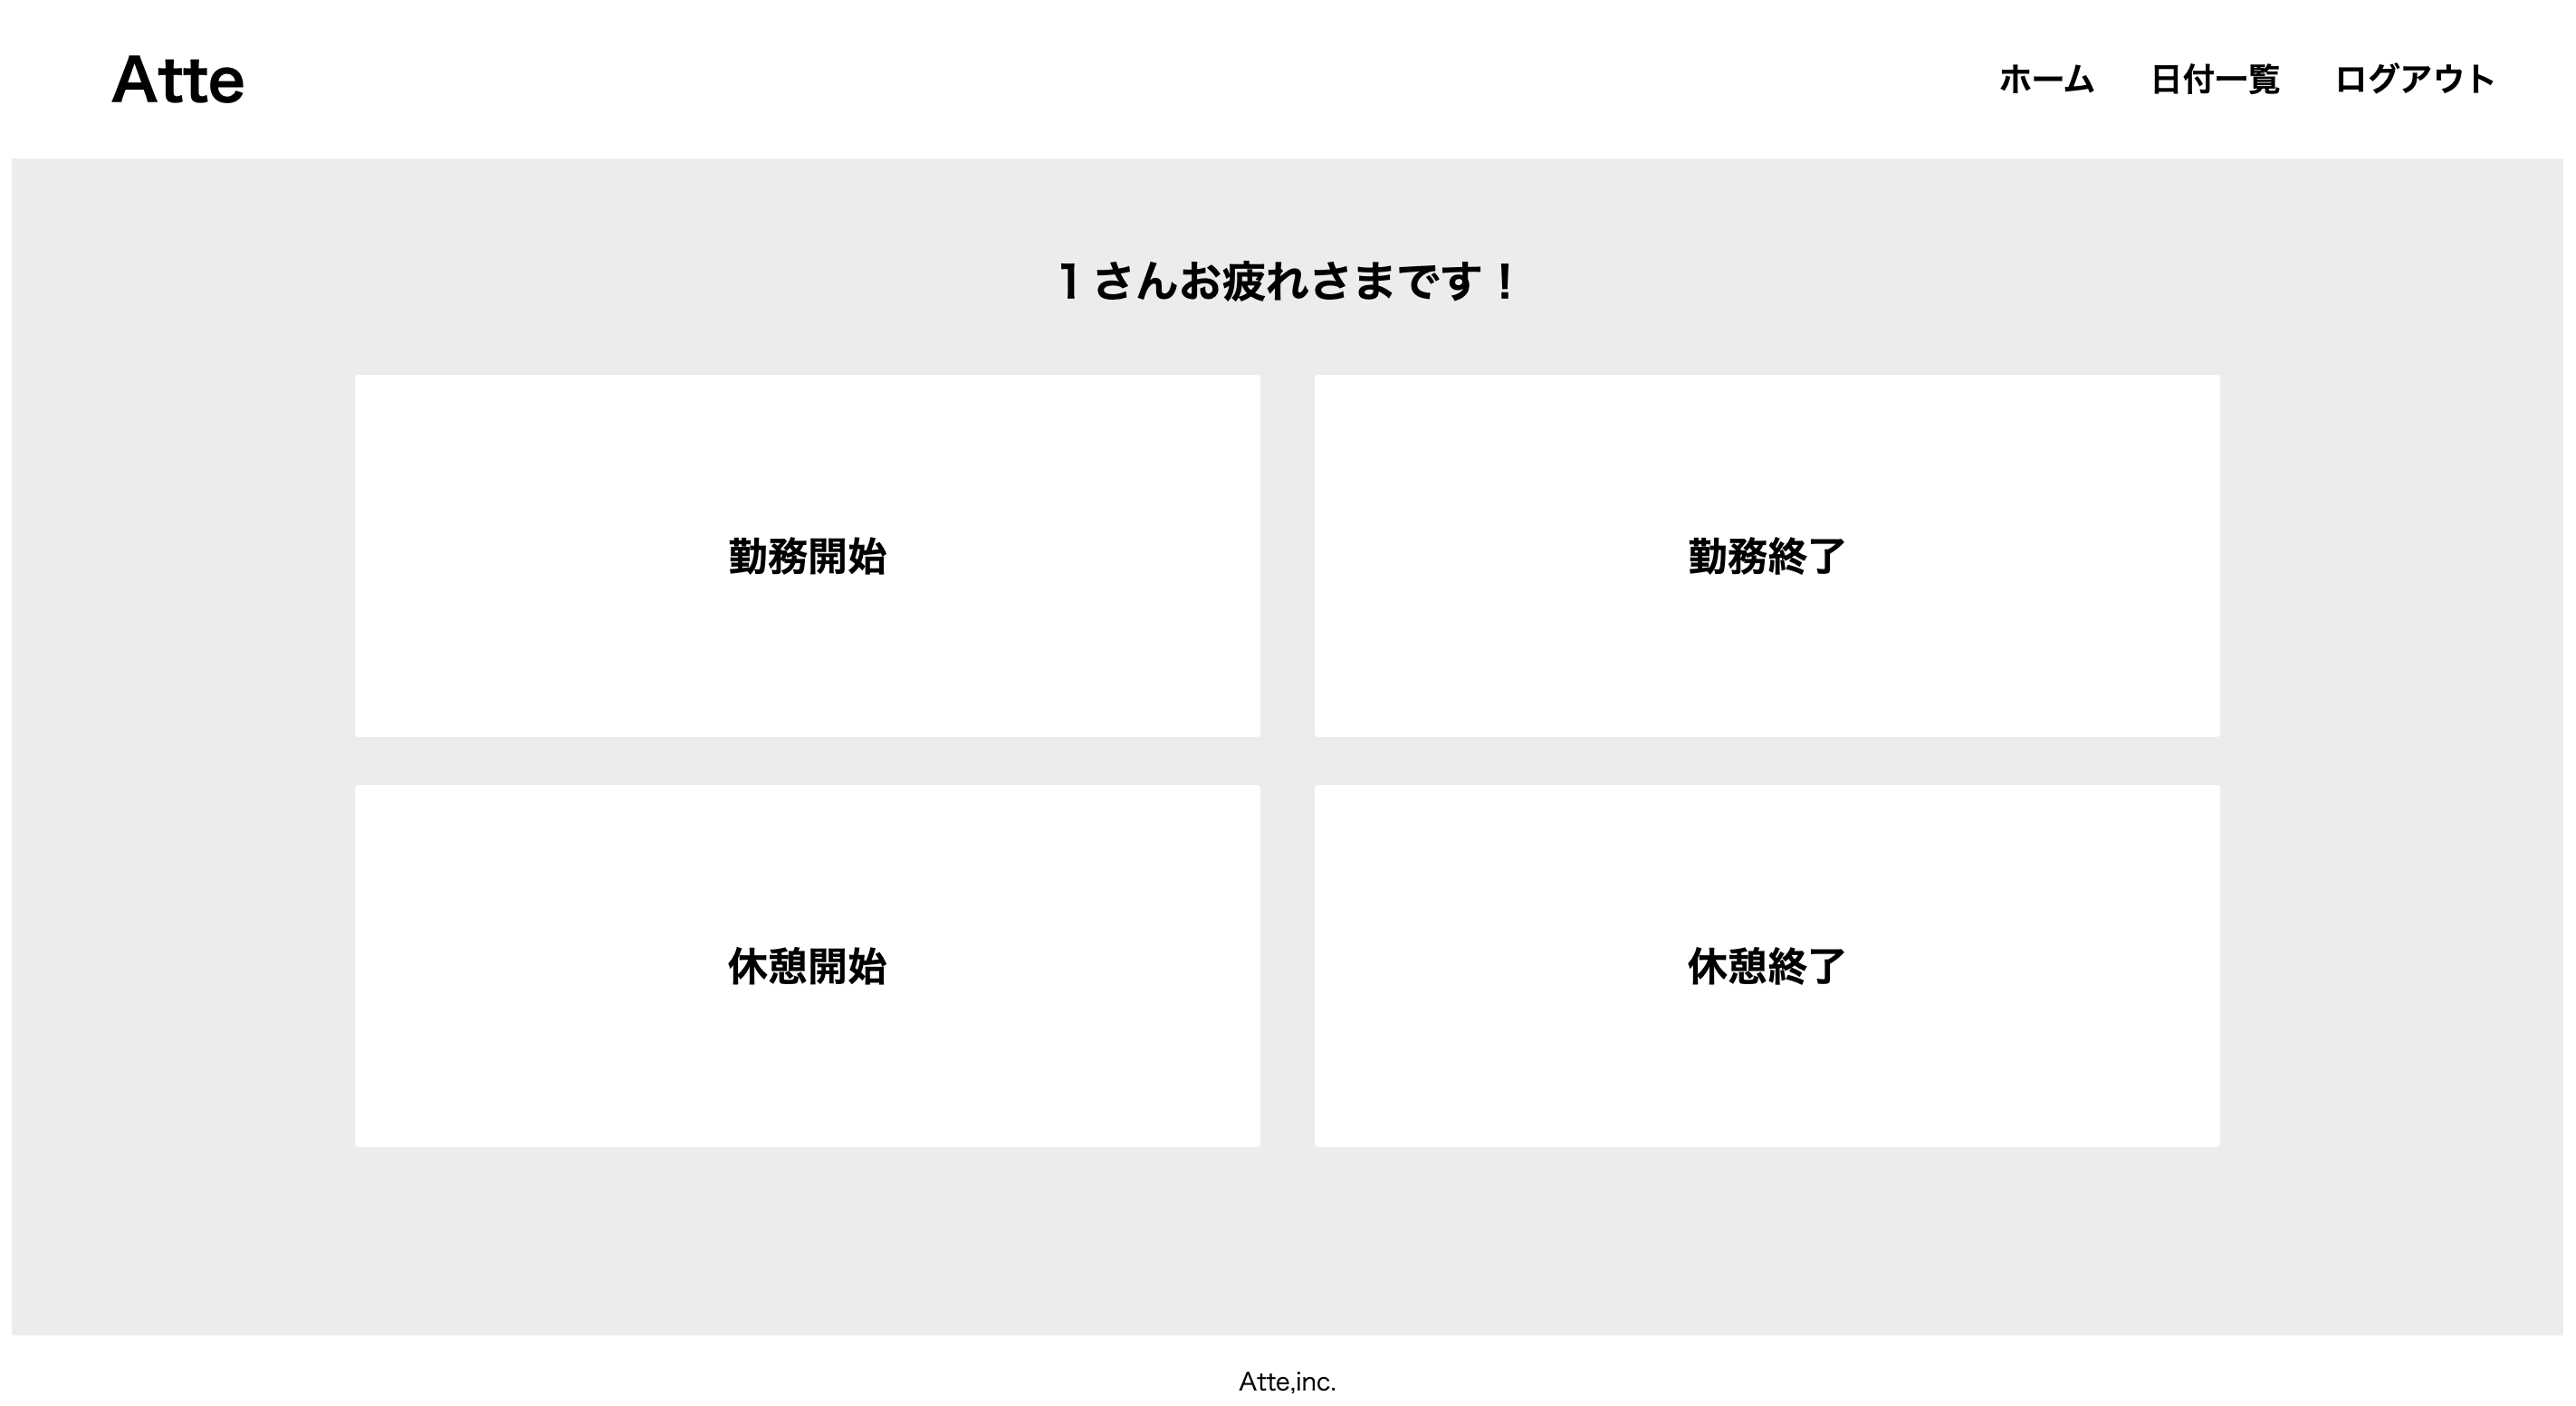 Atte
ホーム 日付一覧 ログアウト
1 さんお疲れさまです！
勤務開始 勤務終了
休憩開始 休憩終了
Atte,inc.